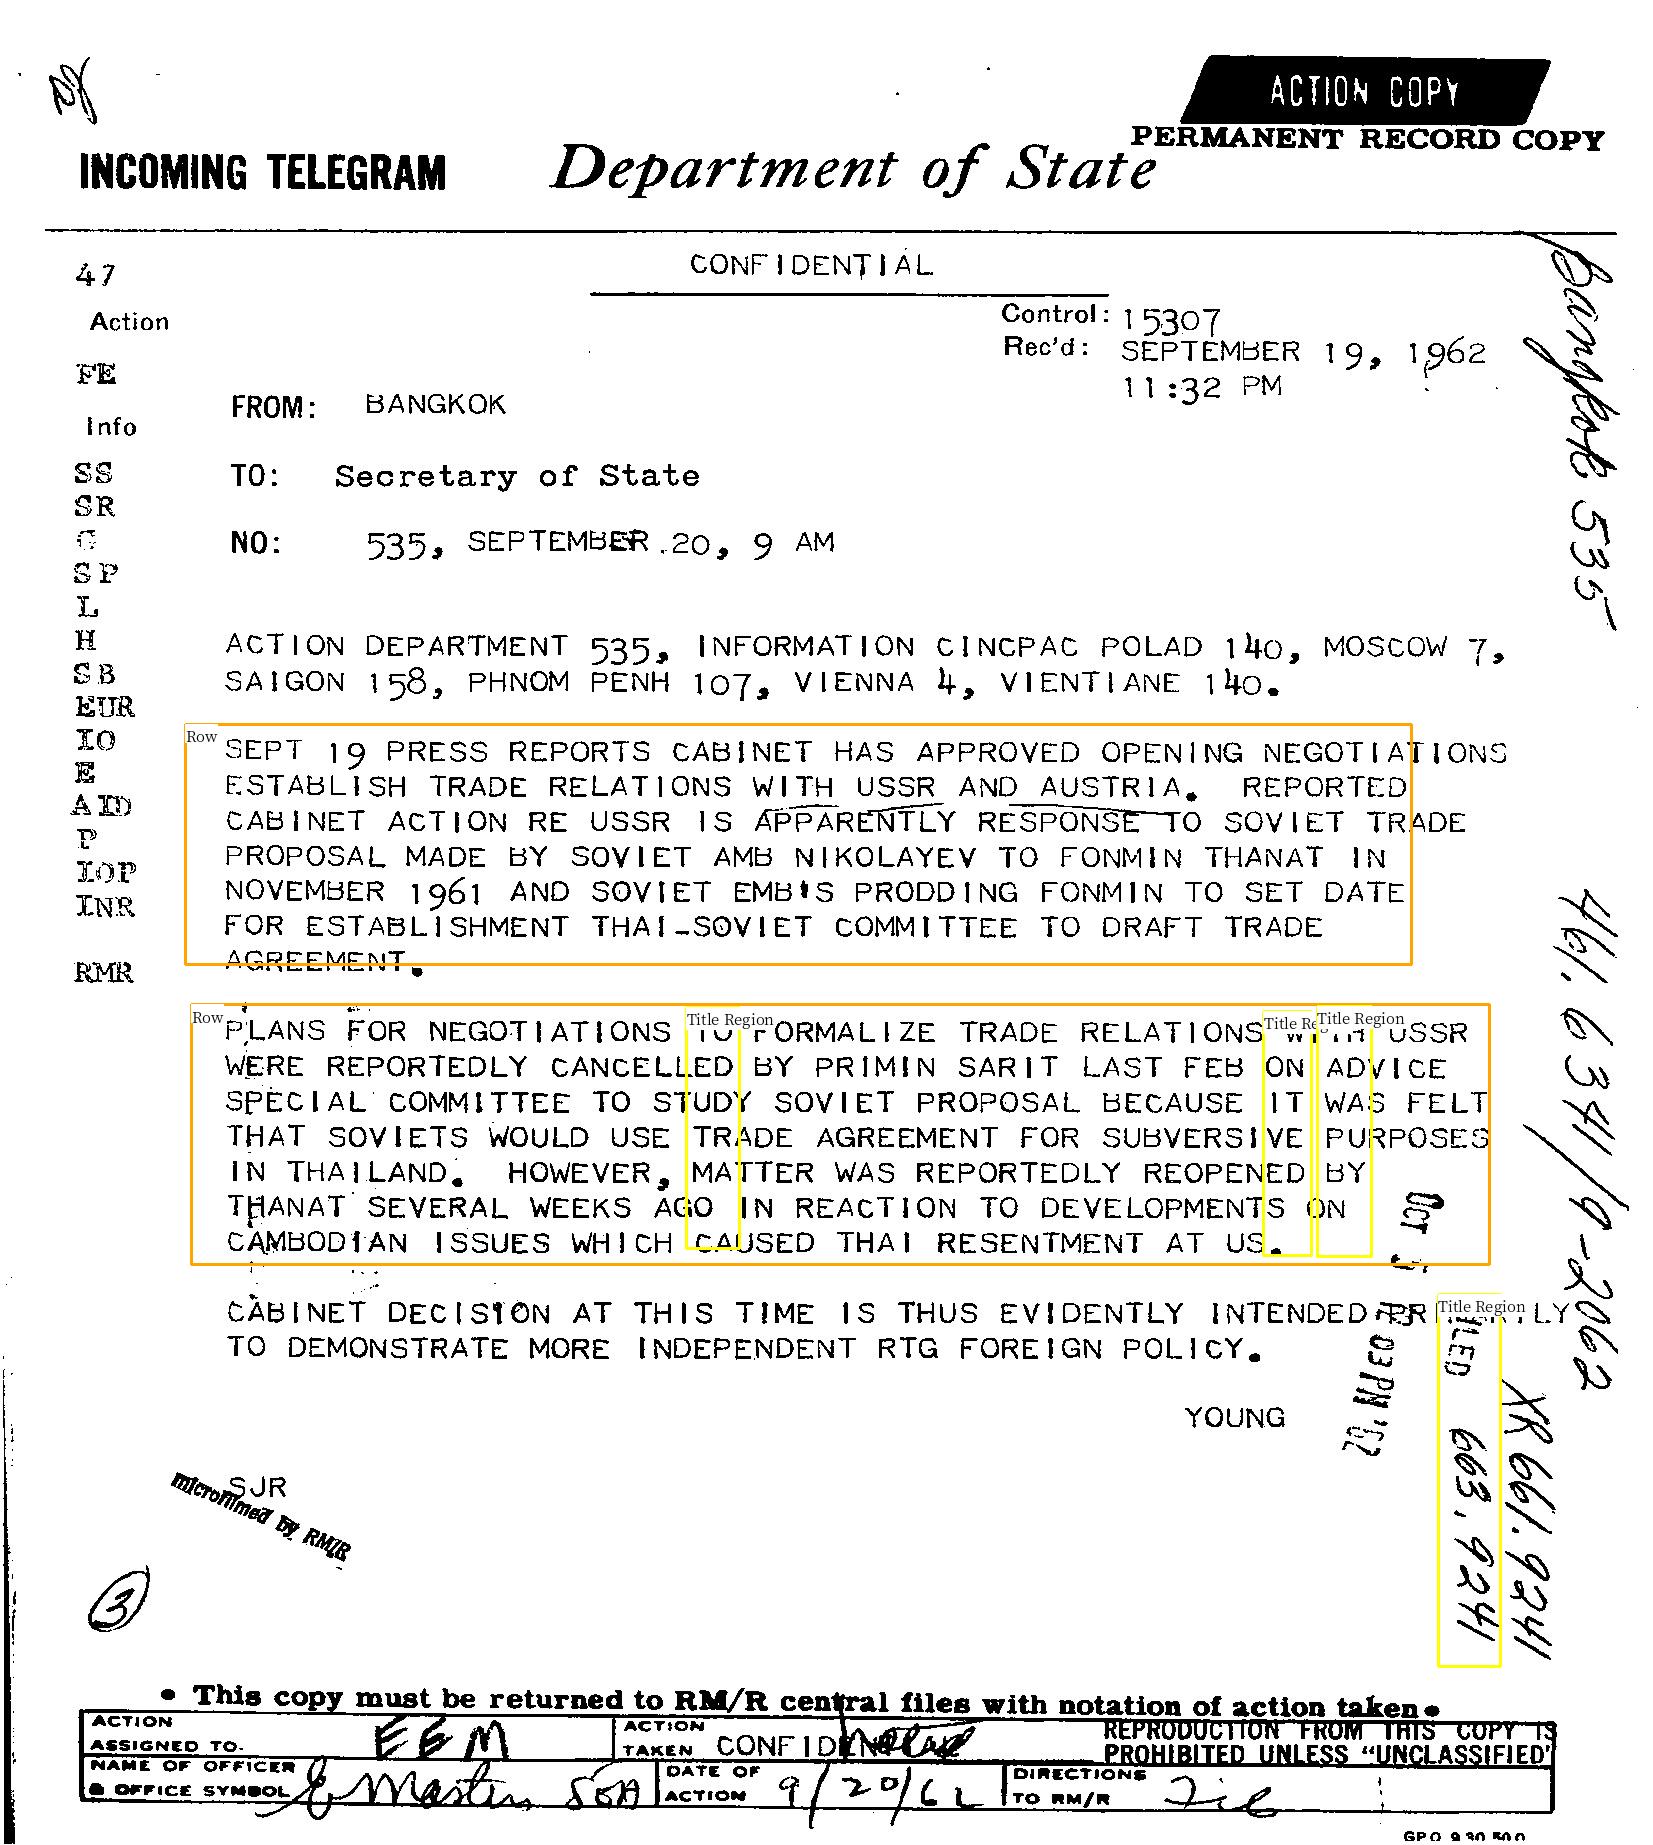 ACTION COPY
PERMANENT RECORD COPY
INCOMING TELEGRAM Department of State
CONFIDENTIAL
47
Action
FE
Info
SS
SR
G
SP
L
H
SB
EUR
IO
E
AID
P
IOP
INR
RMR
Control: 15307
Rec'd: SEPTEMBER 19, 1962
11:32 PM
FROM: BANGKOK
TO: Secretary of State
NO: 535, SEPTEMBER 20, 9 AM
ACTION DEPARTMENT 535, INFORMATION CINCPAC POLAD 140, MOSCOW 7,
SAIGON 158, PHNOM PENH 107, VIENNA 4, VIENTIANE 140.
Row
SEPT 19 PRESS REPORTS CABINET HAS APPROVED OPENING NEGOTIATIONS
ESTABLISH TRADE RELATIONS WITH USSR AND AUSTRIA. REPORTED
CABINET ACTION RE USSR IS APPARENTLY RESPONSE TO SOVIET TRADE
PROPOSAL MADE BY SOVIET AMB NIKOLAYEV TO FONMIN THANAT IN
NOVEMBER 1961 AND SOVIET EMB'S PRODDING FONMIN TO SET DATE
FOR ESTABLISHMENT THAI-SOVIET COMMITTEE TO DRAFT TRADE
AGREEMENT.
Row
Title Region
Title Re
Title Region
PLANS FOR NEGOTIATIONS TO FORMALIZE TRADE RELATIONS WITH USSR
WERE REPORTEDLY CANCELLED BY PRIMIN SARIT LAST FEB ON ADVICE
SPECIAL COMMITTEE TO STUDY SOVIET PROPOSAL BECAUSE IT WAS FELT
THAT SOVIETS WOULD USE TRADE AGREEMENT FOR SUBVERSIVE PURPOSES
IN THAILAND. HOWEVER, MATTER WAS REPORTEDLY REOPENED BY
THANAT SEVERAL WEEKS AGO IN REACTION TO DEVELOPMENTS ON
CAMBODIAN ISSUES WHICH CAUSED THAI RESENTMENT AT US.
Title Region
CABINET DECISION AT THIS TIME IS THUS EVIDENTLY INTENDED
TO DEMONSTRATE MORE INDEPENDENT RTG FOREIGN POLICY.
YOUNG
SJR
microfilmed by RM/R
3
Bangkok 535
461.6341/9-2062
XR 661.9241
663.9241
OCT
03 PM '62
• This copy must be returned to RM/R central files with notation of action taken •
ACTION
ASSIGNED TO.
EEM
ACTION
TAKEN
Noted
REPRODUCTION FROM THIS COPY IS
PROHIBITED UNLESS "UNCLASSIFIED"
NAME OF OFFICER
& OFFICE SYMBOL
E Masters SEA
DATE OF
ACTION
9/20/62
DIRECTIONS
TO RM/R
File